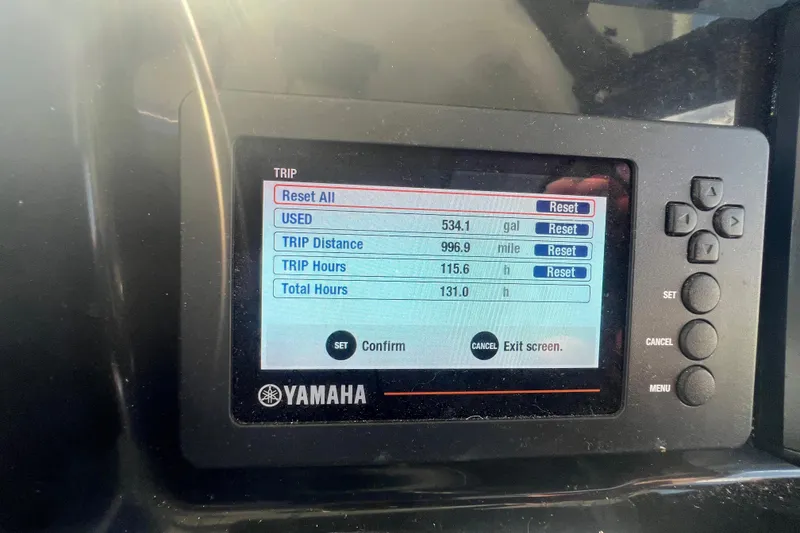 TRIP
Reset All Reset
USED 534.1 gal Reset
TRIP Distance 996.9 mile Reset
TRIP Hours 115.6 h Reset
Total Hours 131.0 h
SET Confirm CANCEL Exit screen.
YAMAHA
SET
CANCEL
MENU